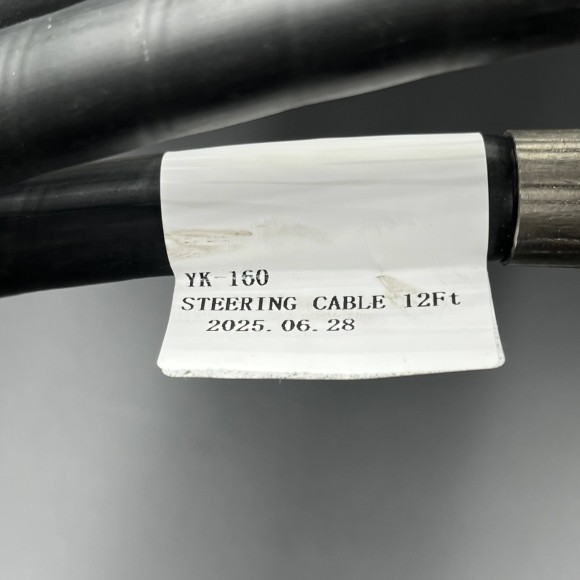 YK-160
STEERING CABLE 12Ft
2025.06.28